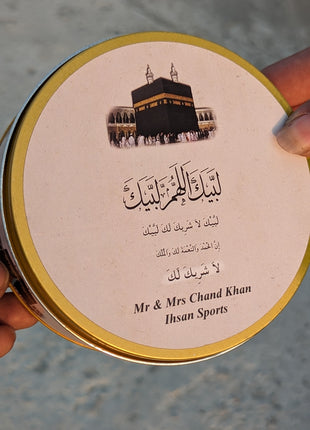 لبيك اللهم لبيك
لبيك لا شريك لك لبيك
إن الحمد والنعمة لك والملك
لا شريك لك
Mr & Mrs Chand Khan
Ihsan Sports